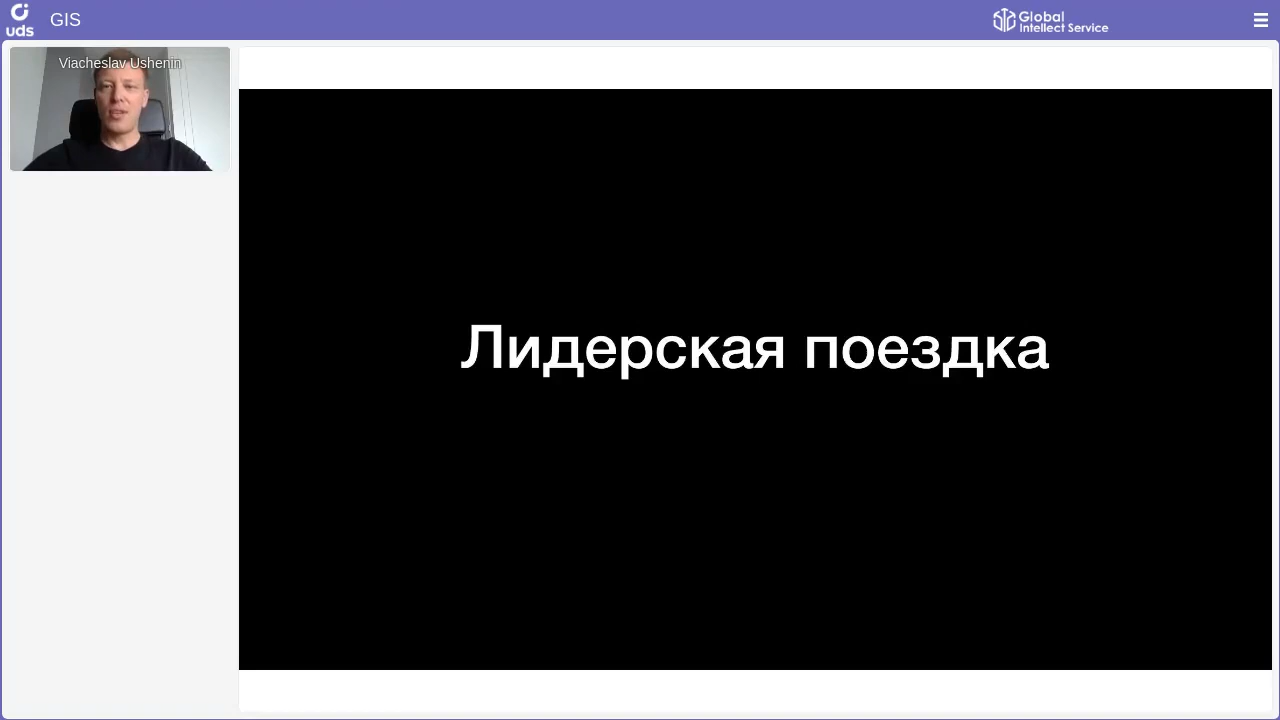 uds
GIS
Global
Intellect Service
Viacheslav Ushenin
Лидерская поездка